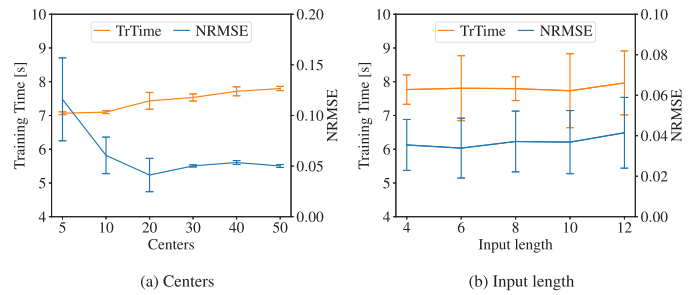 TrTime NRMSE
Training Time [s]
10
9
8
7
6
5
4
0.20
0.15
0.10
0.05
0.00
NRMSE
5 10 20 30 40 50
Centers
(a) Centers
TrTime NRMSE
Training Time [s]
10
9
8
7
6
5
4
0.10
0.08
0.06
0.04
0.02
0.00
NRMSE
4 6 8 10 12
Input length
(b) Input length